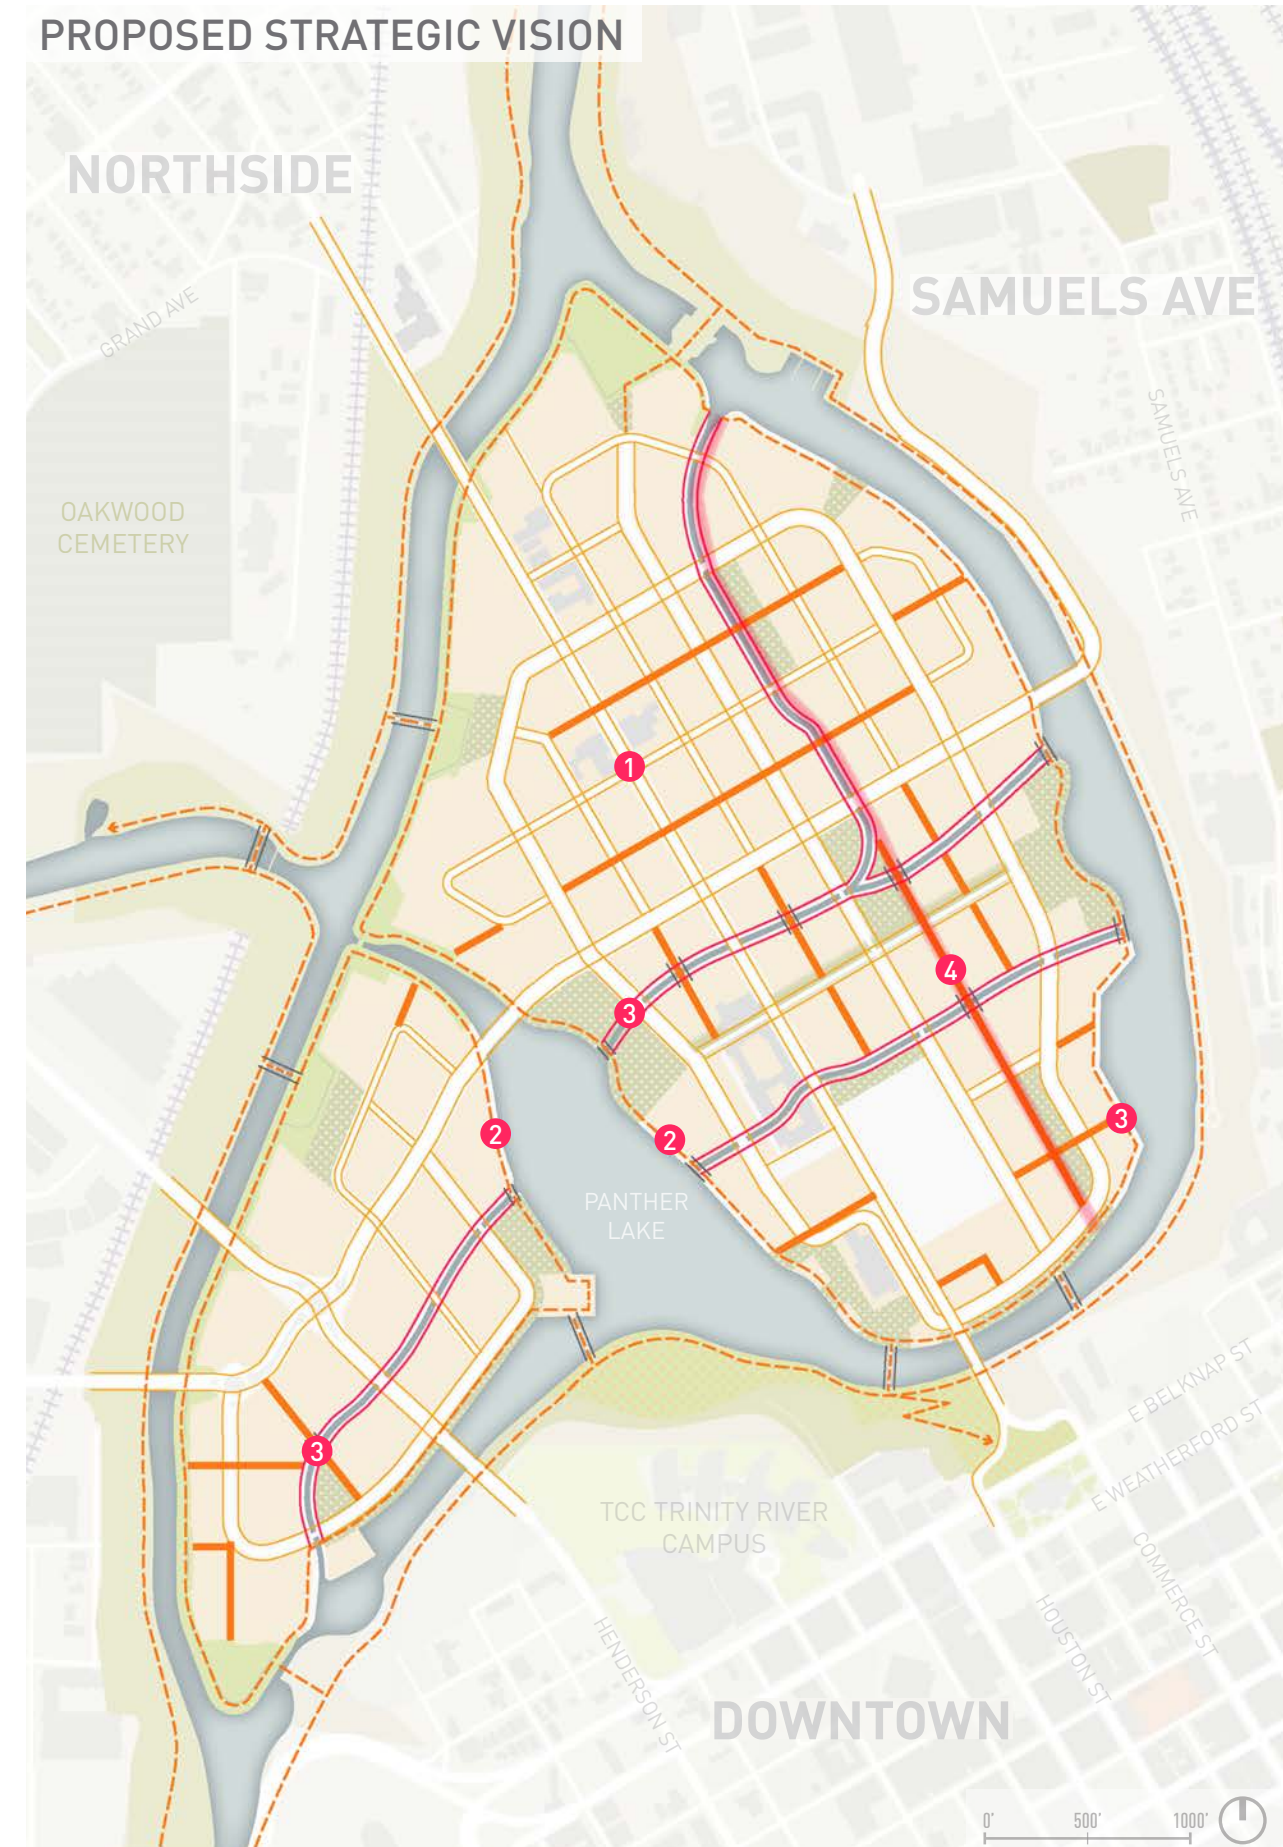 PROPOSED STRATEGIC VISION
NORTHSIDE
GRAND AVE
SAMUELS AVE
SAMUELS AVE
OAKWOOD
CEMETERY
1
4
3
3
2
2
PANTHER
LAKE
3
E BELKNAP ST
E WEATHERFORD ST
3
TCC TRINITY RIVER
CAMPUS
COMMERCE ST
HOUSTON ST
HENDERSON ST
DOWNTOWN
0' 500' 1000'